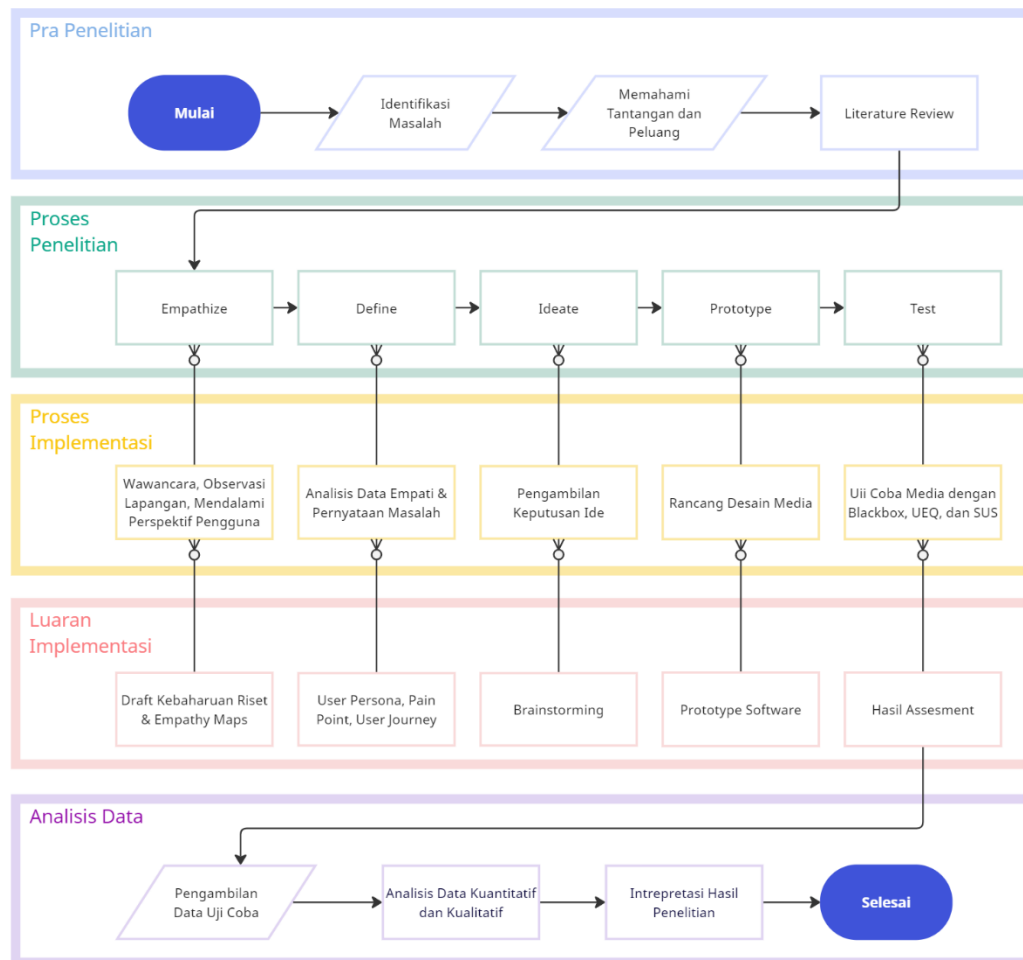 Pra Penelitian
Mulai
Identifikasi
Masalah
Memahami
Tantangan dan
Peluang
Literature Review
Proses
Penelitian
Empathize
Define
Ideate
Prototype
Test
Proses
Implementasi
Wawancara, Observasi
Lapangan, Mendalami
Perspektif Pengguna
Analisis Data Empati &
Pernyataan Masalah
Pengambilan
Keputusan Ide
Rancang Desain Media
Uii Coba Media dengan
Blackbox, UEQ, dan SUS
Luaran
Implementasi
Draft Kebaharuan Riset
& Empathy Maps
User Persona, Pain
Point, User Journey
Brainstorming
Prototype Software
Hasil Assesment
Analisis Data
Pengambilan
Data Uji Coba
Analisis Data Kuantitatif
dan Kualitatif
Intrepretasi Hasil
Penelitian
Selesai